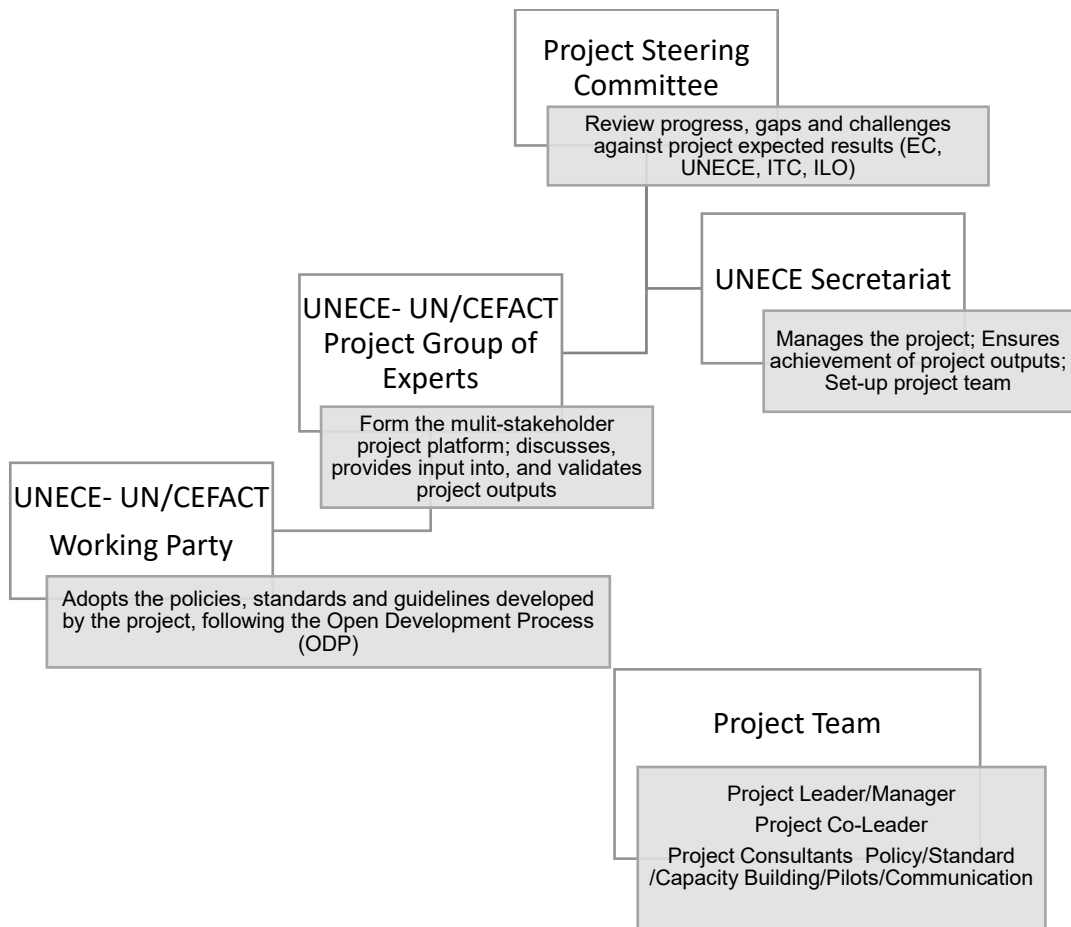 Project Steering
Committee
Review progress, gaps and challenges
against project expected results (EC,
UNECE, ITC, ILO)
UNECE Secretariat
Manages the project; Ensures
achievement of project outputs;
Set-up project team
UNECE- UN/CEFACT
Project Group of
Experts
Form the mulit-stakeholder
project platform; discusses,
provides input into, and validates
project outputs
UNECE- UN/CEFACT
Working Party
Adopts the policies, standards and guidelines developed
by the project, following the Open Development Process
(ODP)
Project Team
Project Leader/Manager
Project Co-Leader
Project Consultants Policy/Standard
/Capacity Building/Pilots/Communication